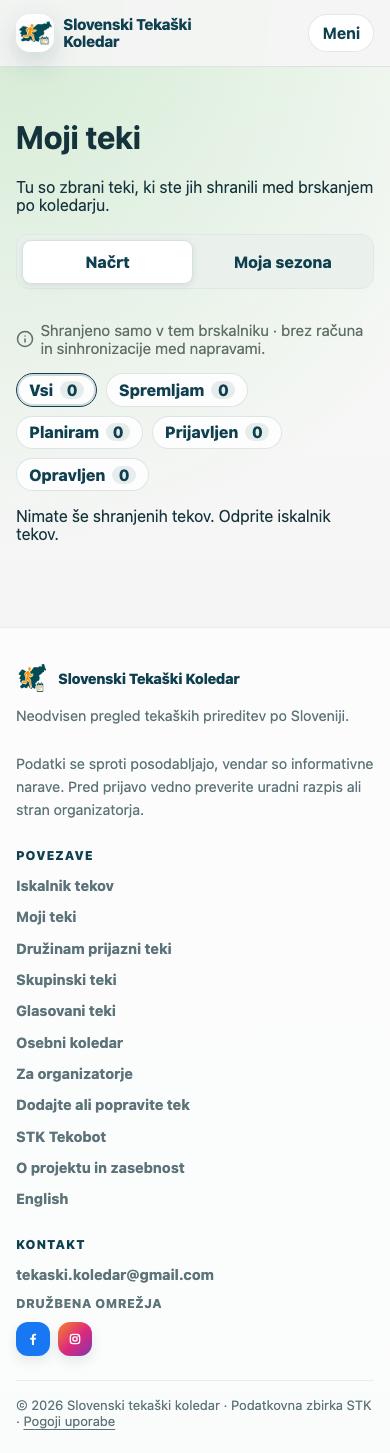 Slovenski Tekaški
Koledar
Meni
Moji teki
Tu so zbrani teki, ki ste jih shranili med brskanjem
po koledarju.
Načrt
Moja sezona
Shranjeno samo v tem brskalniku · brez računa
in sinhronizacije med napravami.
Vsi 0
Spremljam 0
Planiram 0
Prijavljen 0
Opravljen 0
Nimate še shranjenih tekov. Odprite iskalnik
tekov.
Slovenski Tekaški Koledar
Neodvisen pregled tekaških prireditev po Sloveniji.
Podatki se sproti posodabljajo, vendar so informativne
narave. Pred prijavo vedno preverite uradni razpis ali
stran organizatorja.
POVEZAVE
Iskalnik tekov
Moji teki
Družinam prijazni teki
Skupinski teki
Glasovani teki
Osebni koledar
Za organizatorje
Dodajte ali popravite tek
STK Tekobot
O projektu in zasebnost
English
KONTAKT
tekaski.koledar@gmail.com
DRUŽBENA OMREŽJA
© 2026 Slovenski tekaški koledar · Podatkovna zbirka STK
· Pogoji uporabe